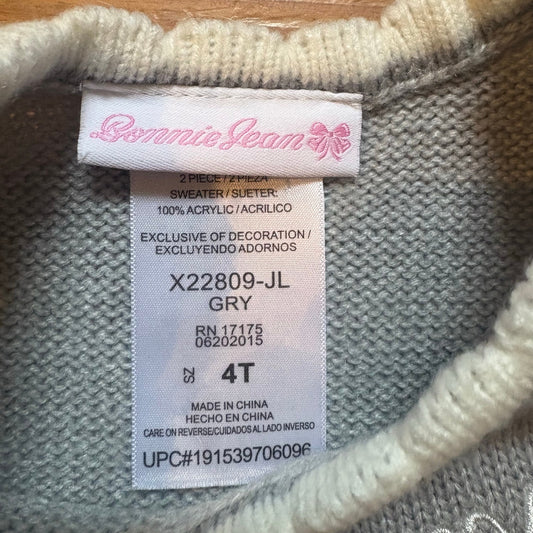 Bonnie Jean
2 PIECE / 2 PIEZA
SWEATER / SUETER:
100% ACRYLIC / ACRILICO
EXCLUSIVE OF DECORATION /
EXCLUYENDO ADORNOS
X22809-JL
GRY
RN 17175
06202015
SZ 4T
MADE IN CHINA
HECHO EN CHINA
CARE ON REVERSE/CUIDADOS AL LADO INVERSO
UPC#191539706096